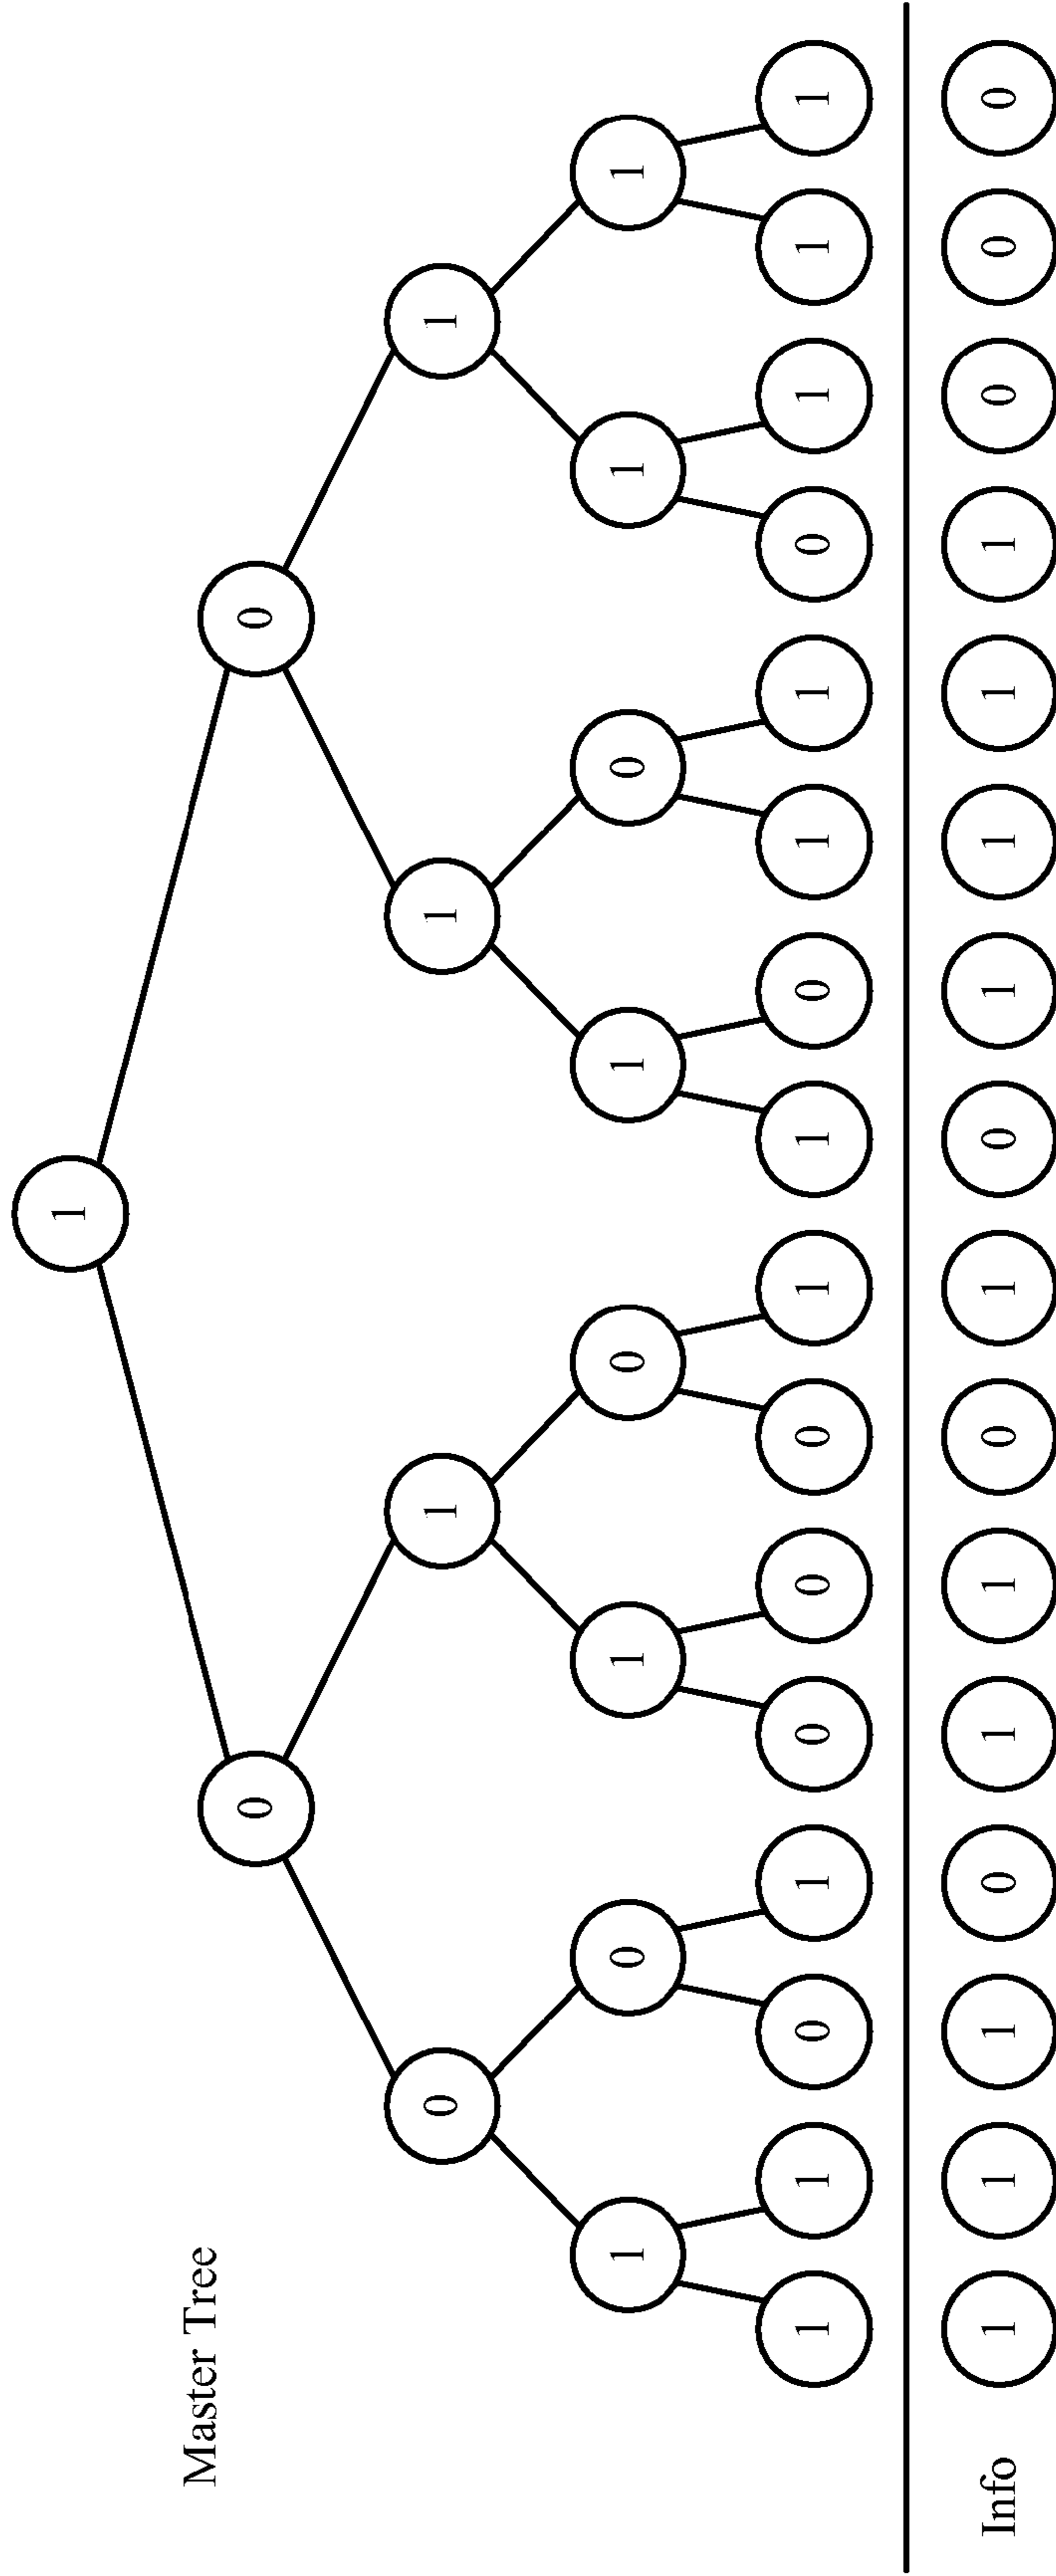 1
Master Tree
0 0
0 1 1 1
1 0 1 0 1 0 1 1
1 1 0 1 0 0 0 1 1 0 1 1 0 1 1 1
Info 1 1 1 0 1 1 0 1 0 1 1 1 1 0 0 0